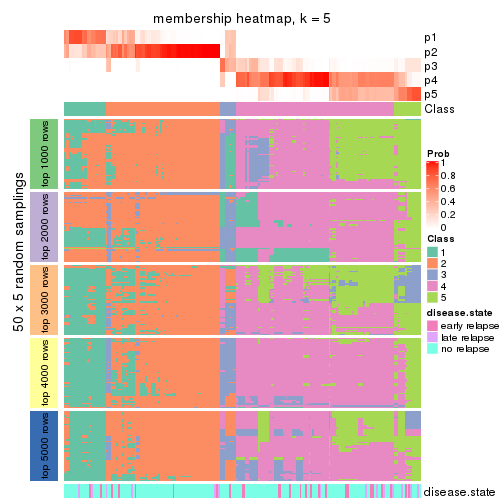 membership heatmap, k = 5
p1
p2
p3
p4
p5
Class
50 x 5 random samplings
top 1000 rows
top 2000 rows
top 3000 rows
top 4000 rows
top 5000 rows
Prob
1
0.8
0.6
0.4
0.2
0
Class
1
2
3
4
5
disease.state
early relapse
late relapse
no relapse
disease.state